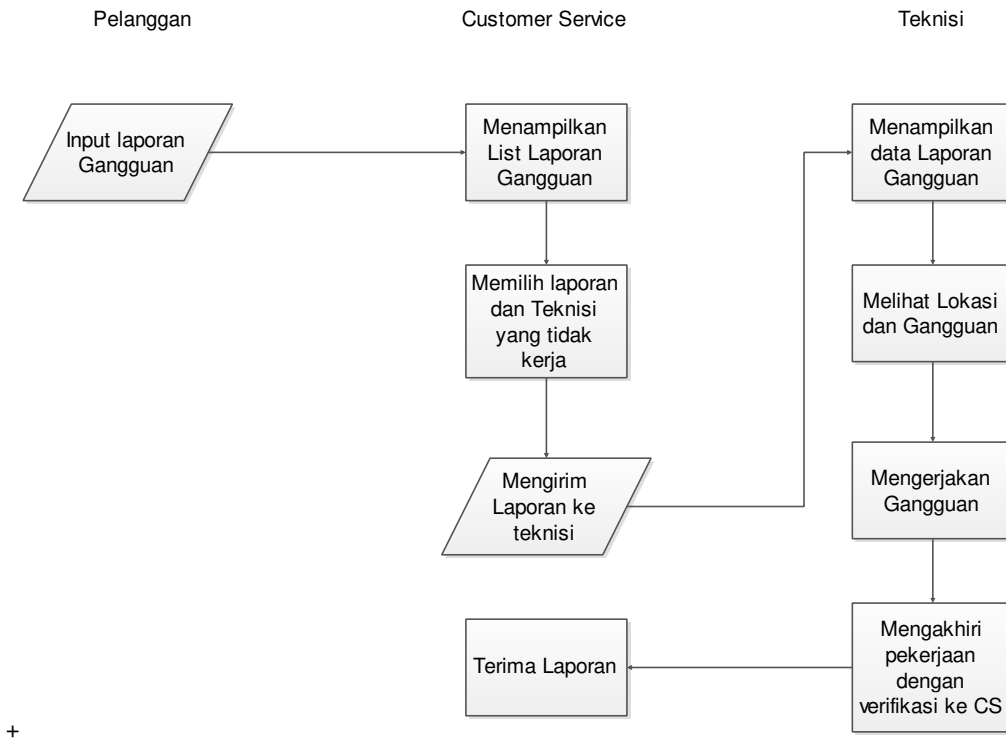 Pelanggan
Customer Service
Teknisi
Input laporan
Gangguan
Menampilkan
List Laporan
Gangguan
Menampilkan
data Laporan
Gangguan
Memilih laporan
dan Teknisi
yang tidak
kerja
Melihat Lokasi
dan Gangguan
Mengirim
Laporan ke
teknisi
Mengerjakan
Gangguan
Terima Laporan
Mengakhiri
pekerjaan
dengan
verifikasi ke CS
+